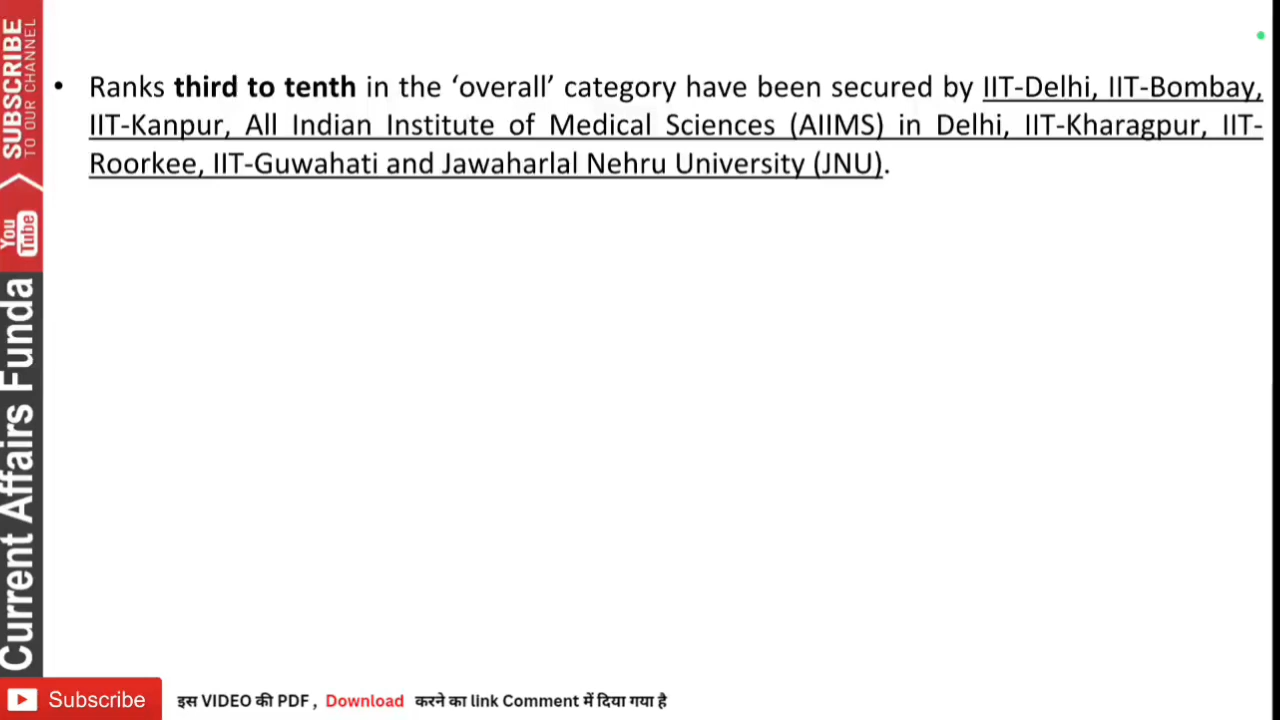 • Ranks third to tenth in the ‘overall’ category have been secured by IIT-Delhi, IIT-Bombay,
IIT-Kanpur, All Indian Institute of Medical Sciences (AIIMS) in Delhi, IIT-Kharagpur, IIT-
Roorkee, IIT-Guwahati and Jawaharlal Nehru University (JNU).
SUBSCRIBE
TO OUR CHANNEL
You
Tube
Current Affairs Funda
Subscribe
इस VIDEO की PDF , Download करने का link Comment में दिया गया है